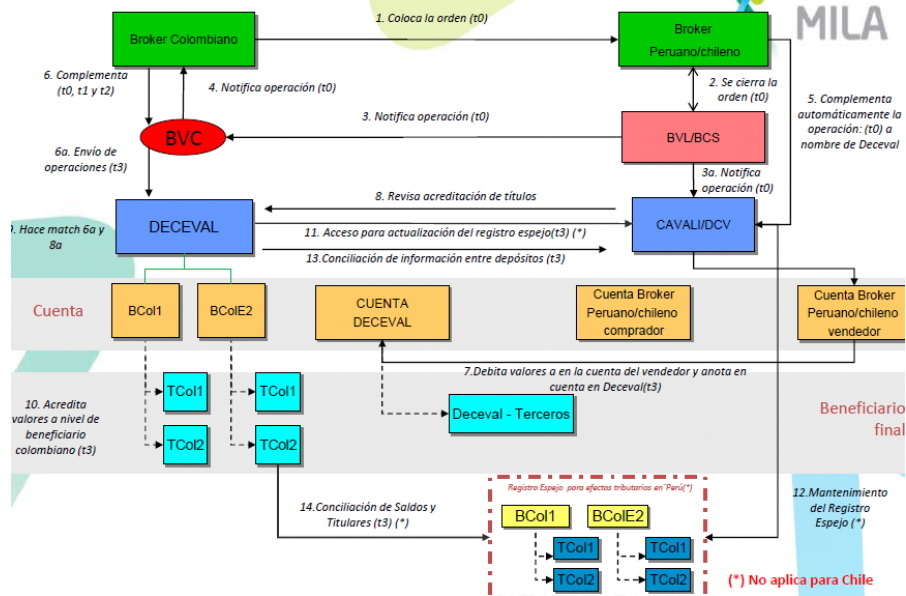 MILA
1. Coloca la orden (t0)
Broker Colombiano
Broker
Peruano/chileno
6. Complementa
(t0, t1 y t2)
4. Notifica operación (t0)
2. Se cierra la
orden (t0)
5. Complementa
automáticamente la
operación: (t0) a
nombre de Deceval
3. Notifica operación (t0)
BVC
BVL/BCS
6a. Envío de
operaciones (t3)
3a. Notifica
operación (t0)
8. Revisa acreditación de títulos
DECEVAL
CAVALI/DCV
9. Hace match 6a y
8a
11. Acceso para actualización del registro espejo(t3) (*)
13.Conciliación de información entre depósitos (t3)
Cuenta
BCol1
BColE2
CUENTA
DECEVAL
Cuenta Broker
Peruano/chileno
comprador
Cuenta Broker
Peruano/chileno
vendedor
7.Debita valores a en la cuenta del vendedor y anota en
cuenta en Deceval(t3)
10. Acredita
valores a nivel de
beneficiario
colombiano (t3)
TCol1
TCol1
TCol2
TCol2
Deceval - Terceros
Beneficiario
final
14.Conciliación de Saldos y
Titulares (t3) (*)
Registro Espejo para efectos tributarios en Perú(*)
12.Mantenimiento
del Registro
Espejo (*)
BCol1
BColE2
TCol1
TCol1
TCol2
TCol2
(*) No aplica para Chile